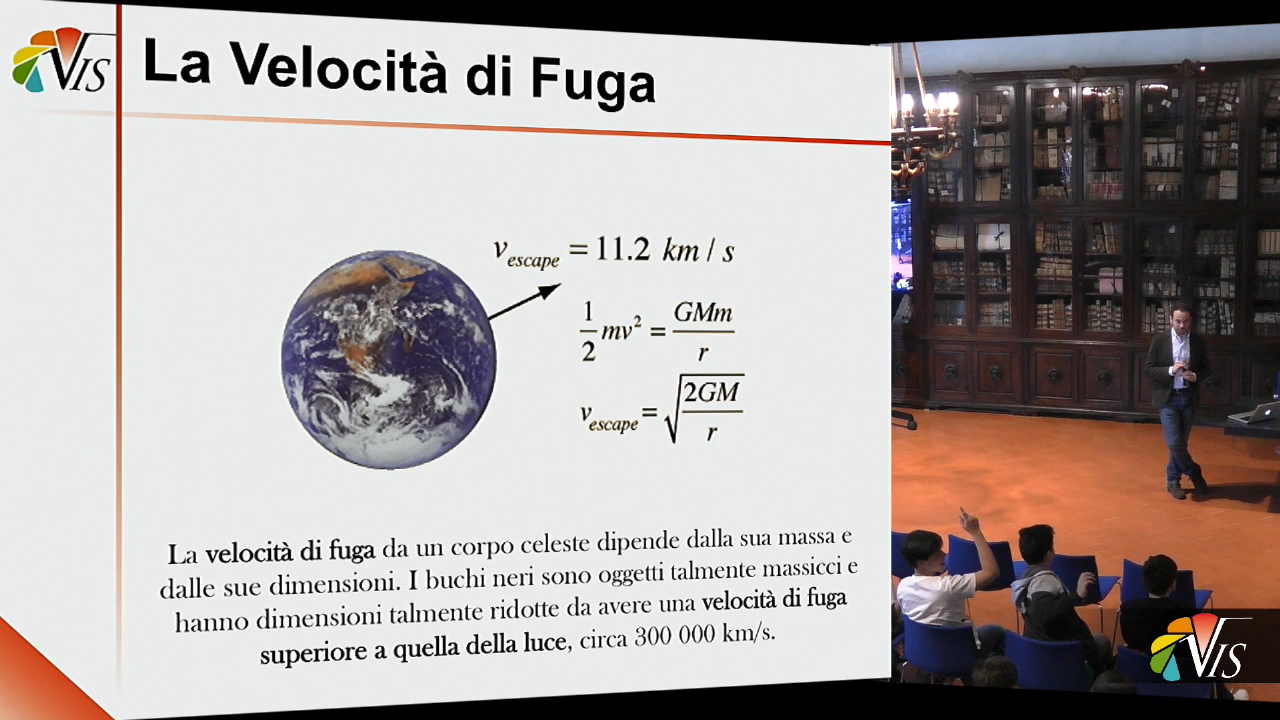 VIS
La Velocità di Fuga
v_escape = 11.2 km / s
1/2 mv² = GMm/r
v_escape = √(2GM/r)
La velocità di fuga da un corpo celeste dipende dalla sua massa e
dalle sue dimensioni. I buchi neri sono oggetti talmente massicci e
hanno dimensioni talmente ridotte da avere una velocità di fuga
superiore a quella della luce, circa 300 000 km/s.
VIS